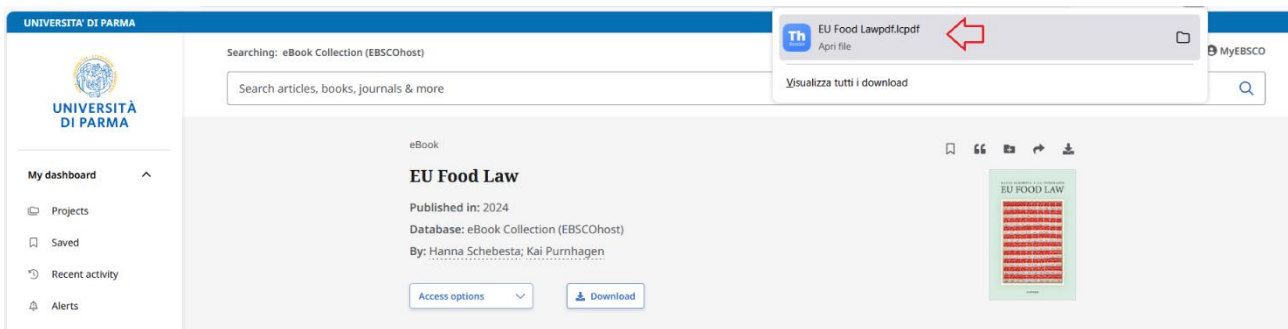 UNIVERSITA' DI PARMA
UNIVERSITÀ
DI PARMA
My dashboard
Projects
Saved
Recent activity
Alerts
Searching: eBook Collection (EBSCOhost)
Search articles, books, journals & more
Th
EU Food Lawpdf.lcpdf
Apri file
Visualizza tutti i download
MyEBSCO
eBook
EU Food Law
Published in: 2024
Database: eBook Collection (EBSCOhost)
By: Hanna Schebesta; Kai Purnhagen
Access options
Download
EU FOOD LAW